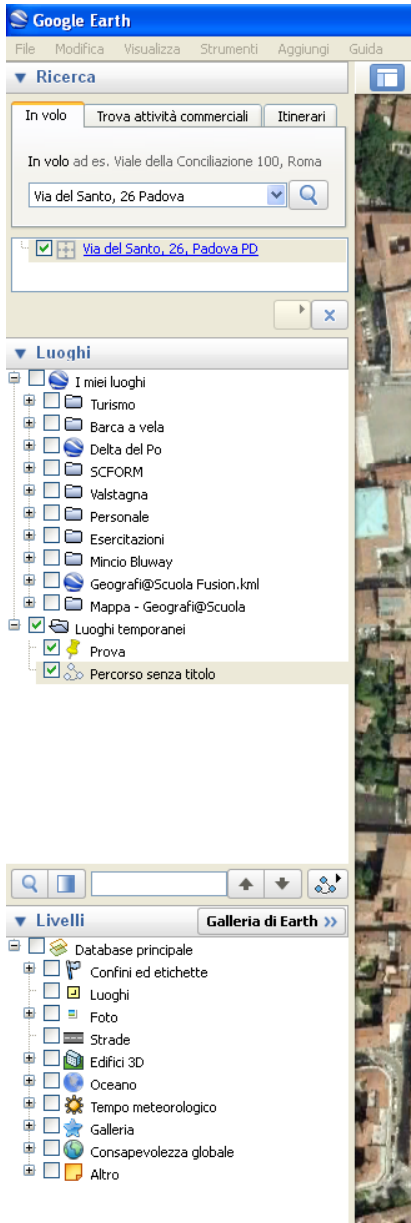 Google Earth
File Modifica Visualizza Strumenti Aggiungi Guida
Ricerca
In volo Trova attività commerciali Itinerari
In volo ad es. Viale della Conciliazione 100, Roma
Via del Santo, 26 Padova
Via del Santo, 26, Padova PD
Luoghi
I miei luoghi
Turismo
Barca a vela
Delta del Po
SCFORM
Valstagna
Personale
Esercitazioni
Mincio Bluway
Geografi@Scuola Fusion.kml
Mappa - Geografi@Scuola
Luoghi temporanei
Prova
Percorso senza titolo
Livelli Galleria di Earth »
Database principale
Confini ed etichette
Luoghi
Foto
Strade
Edifici 3D
Oceano
Tempo meteorologico
Galleria
Consapevolezza globale
Altro